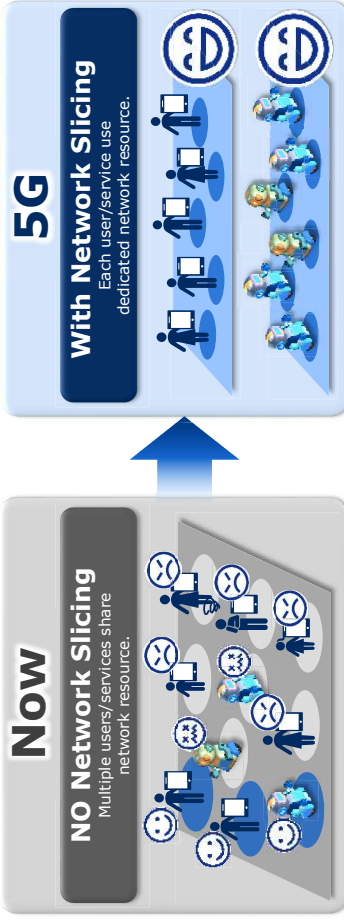 Now
NO Network Slicing
Multiple users/services share
network resource.
5G
With Network Slicing
Each user/service use
dedicated network resource.